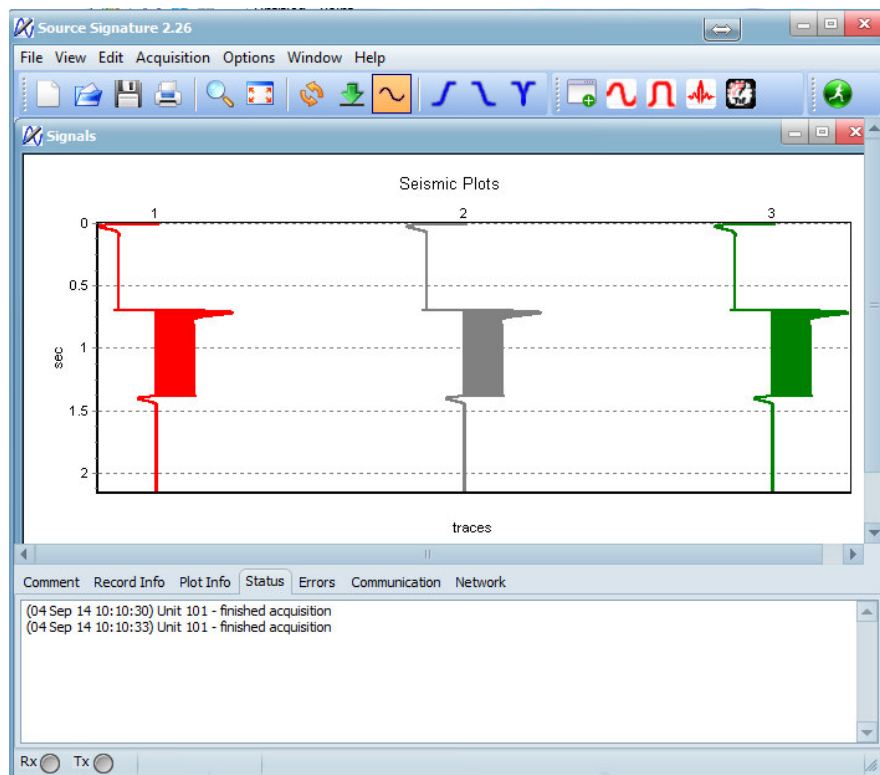 Source Signature 2.26
File View Edit Acquisition Options Window Help
Signals
Seismic Plots
1 2 3
0
0.5
1
1.5
2
sec
traces
Comment Record Info Plot Info Status Errors Communication Network
(04 Sep 14 10:10:30) Unit 101 - finished acquisition
(04 Sep 14 10:10:33) Unit 101 - finished acquisition
Rx Tx